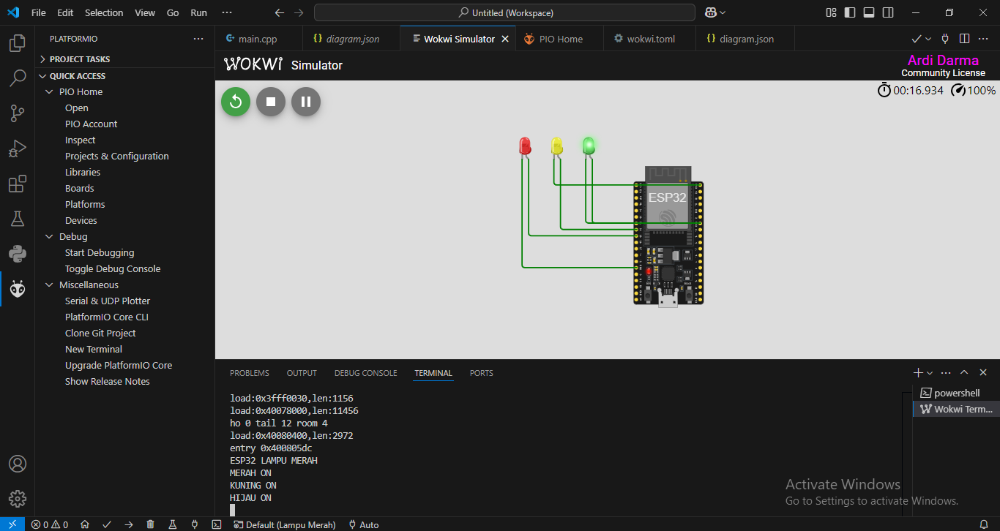 File Edit Selection View Go Run ··· Untitled (Workspace)
PLATFORMIO ···
main.cpp diagram.json Wokwi Simulator PIO Home wokwi.toml diagram.json
PROJECT TASKS
QUICK ACCESS
PIO Home
Open
PIO Account
Inspect
Projects & Configuration
Libraries
Boards
Platforms
Devices
Debug
Start Debugging
Toggle Debug Console
Miscellaneous
Serial & UDP Plotter
PlatformIO Core CLI
Clone Git Project
New Terminal
Upgrade PlatformIO Core
Show Release Notes
WOKWi Simulator
Ardi Darma
Community License
00:16.934 100%
ESP32
PROBLEMS OUTPUT DEBUG CONSOLE TERMINAL PORTS
load:0x3fff0030,len:1156
load:0x40078000,len:11456
ho 0 tail 12 room 4
load:0x40080400,len:2972
entry 0x400805dc
ESP32 LAMPU MERAH
MERAH ON
KUNING ON
HIJAU ON
powershell
Wokwi Term...
Activate Windows
Go to Settings to activate Windows.
0 0 Default (Lampu Merah) Auto